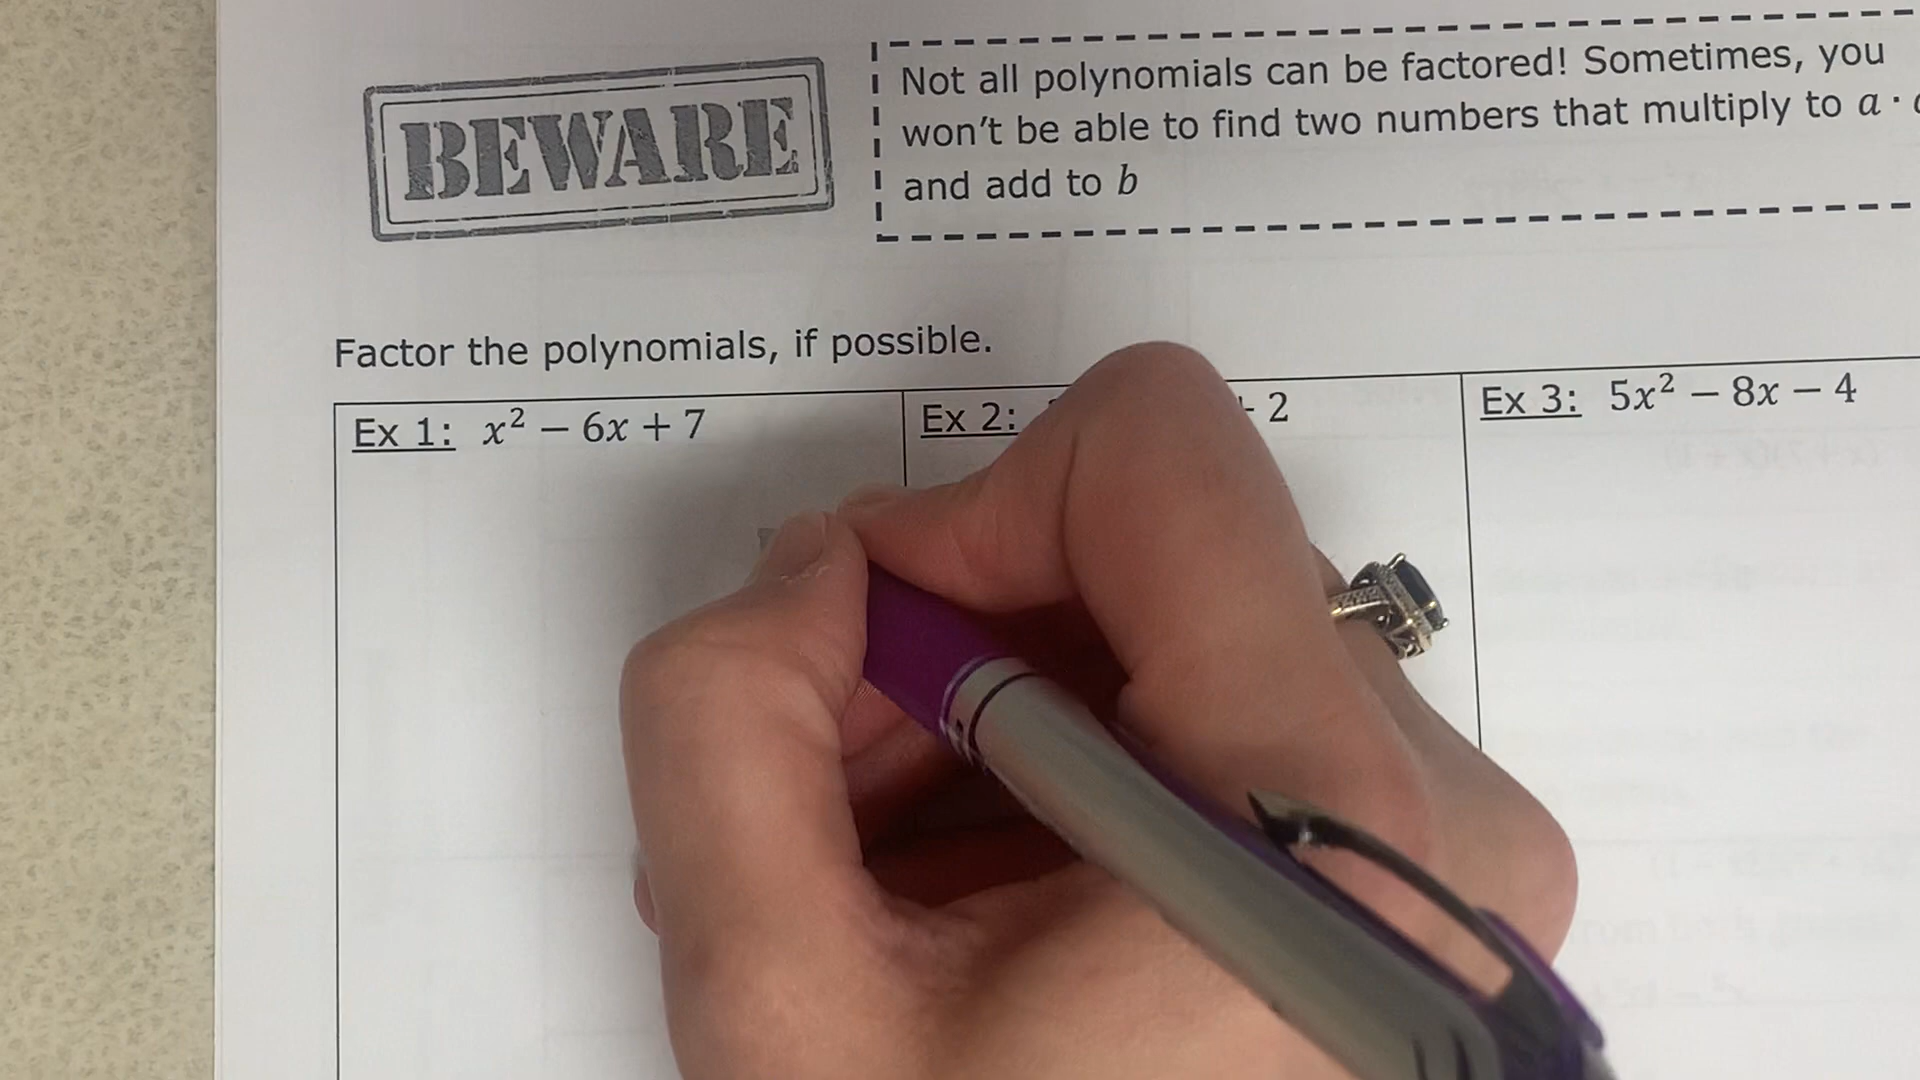 BEWARE
Not all polynomials can be factored! Sometimes, you
won't be able to find two numbers that multiply to a ·
and add to b
Factor the polynomials, if possible.
Ex 1: x² − 6x + 7
Ex 2: 2
Ex 3: 5x² − 8x − 4